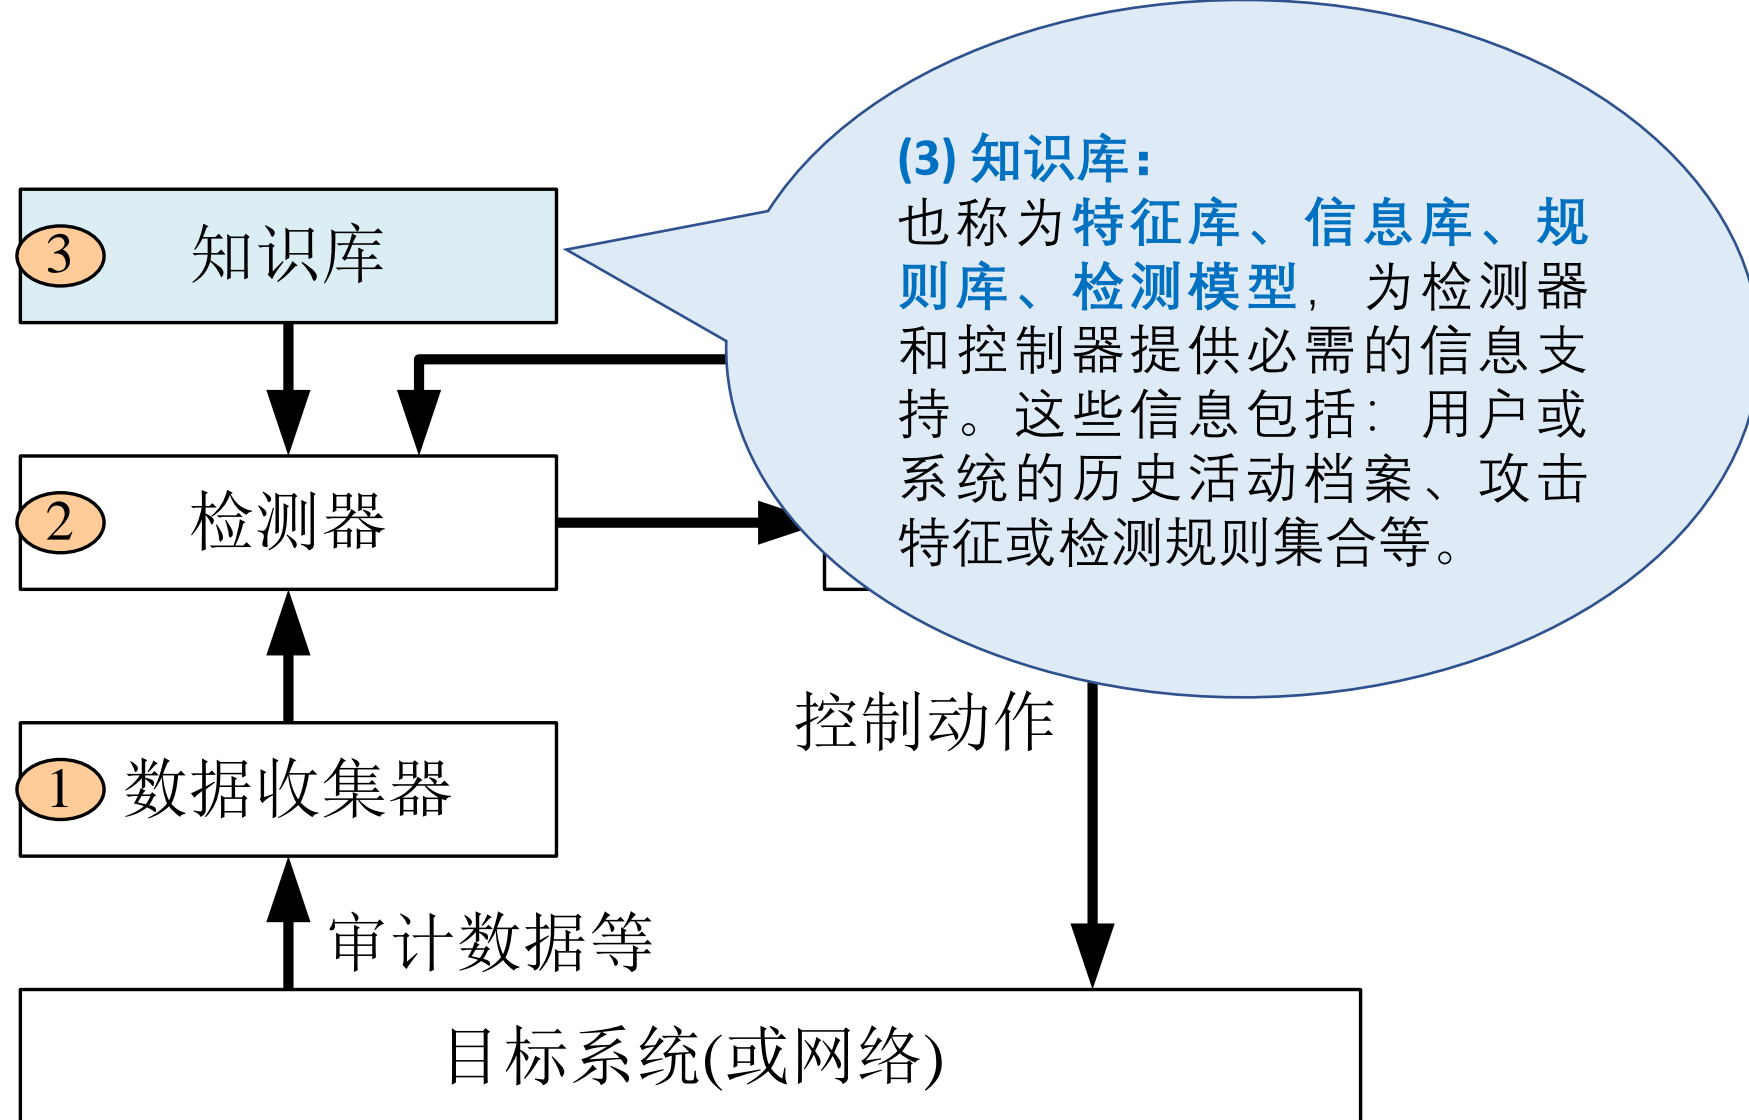 (3) 知识库：
也称为特征库、信息库、规
则库、检测模型，为检测器
和控制器提供必需的信息支
持。这些信息包括：用户或
系统的历史活动档案、攻击
特征或检测规则集合等。
3 知识库
2 检测器
控制动作
1 数据收集器
审计数据等
目标系统(或网络)